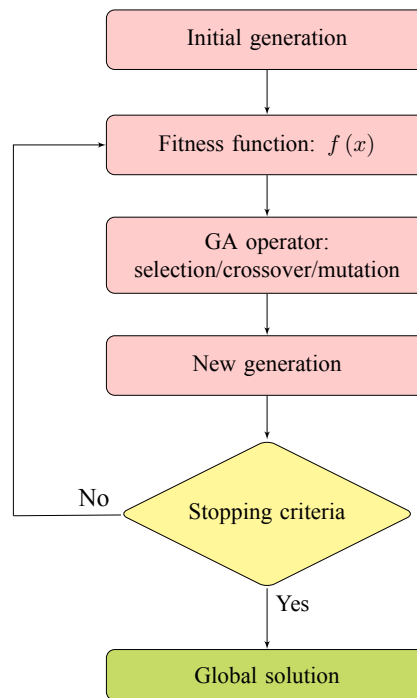 Initial generation
Fitness function: f (x)
GA operator:
selection/crossover/mutation
New generation
Stopping criteria
No
Yes
Global solution